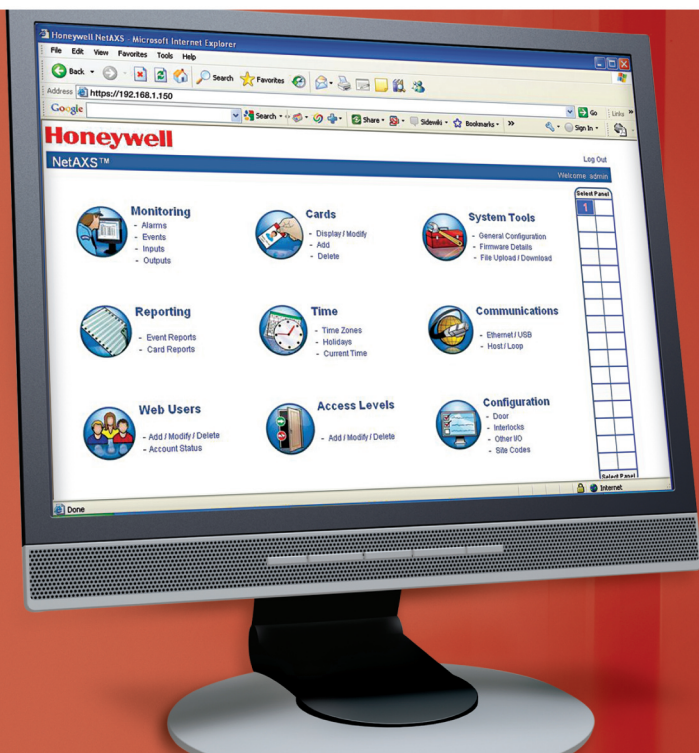 Honeywell NetAXS - Microsoft Internet Explorer
File Edit View Favorites Tools Help
Back Search Favorites
Address https://192.168.1.150 Go Links
Google Search Share Sidewiki Bookmarks Sign In
Honeywell
Log Out
NetAXS™ Welcome admin
Select Panel
1
Monitoring
- Alarms
- Events
- Inputs
- Outputs
Cards
- Display / Modify
- Add
- Delete
System Tools
- General Configuration
- Firmware Details
- File Upload / Download
Reporting
- Event Reports
- Card Reports
Time
- Time Zones
- Holidays
- Current Time
Communications
- Ethernet / USB
- Host / Loop
Web Users
- Add / Modify / Delete
- Account Status
Access Levels
- Add / Modify / Delete
Configuration
- Door
- Interlocks
- Other I/O
- Site Codes
Select Panel
Done Internet